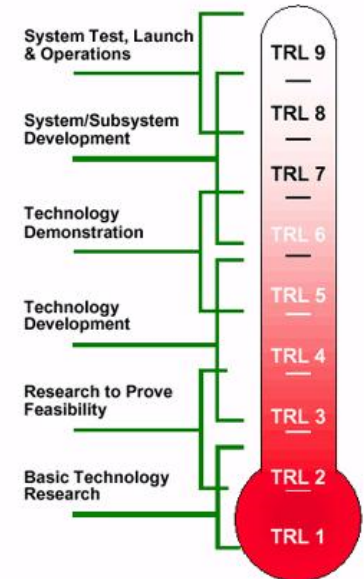 System Test, Launch
& Operations
System/Subsystem
Development
Technology
Demonstration
Technology
Development
Research to Prove
Feasibility
Basic Technology
Research
TRL 9
TRL 8
TRL 7
TRL 6
TRL 5
TRL 4
TRL 3
TRL 2
TRL 1